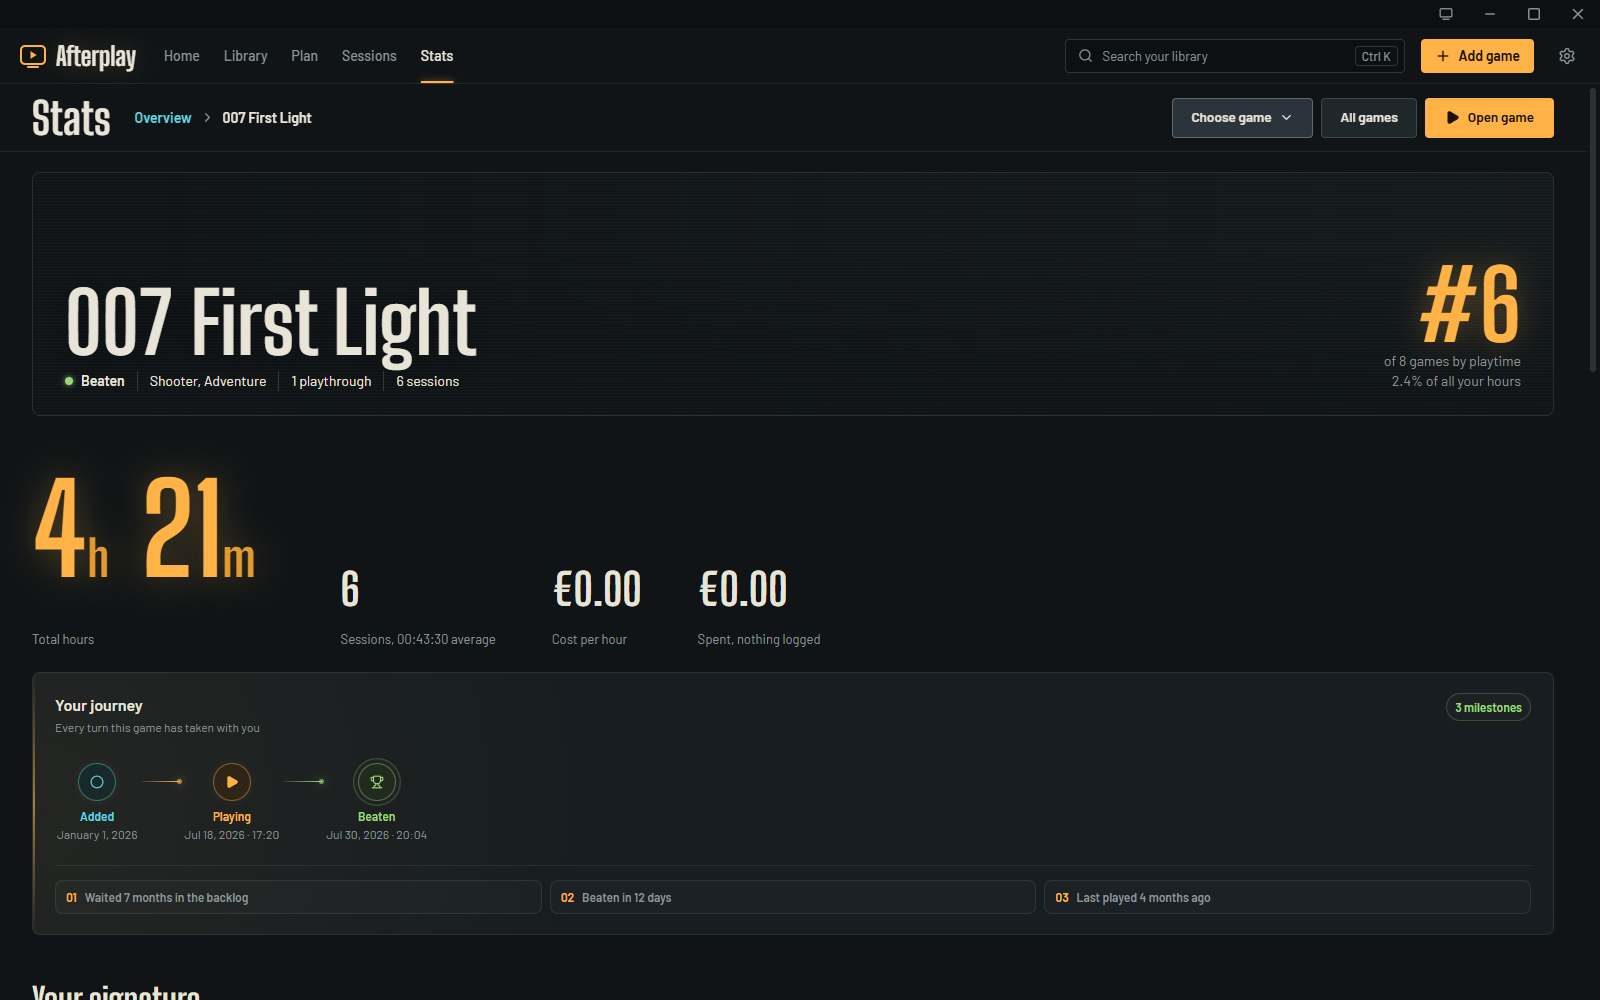 Afterplay
Home
Library
Plan
Sessions
Stats
Search your library
Ctrl K
Add game
Stats
Overview
007 First Light
Choose game
All games
Open game
007 First Light
Beaten
Shooter, Adventure
1 playthrough
6 sessions
#6
of 8 games by playtime
2.4% of all your hours
4h 21m
Total hours
6
Sessions, 00:43:30 average
€0.00
Cost per hour
€0.00
Spent, nothing logged
Your journey
Every turn this game has taken with you
3 milestones
Added
January 1, 2026
Playing
Jul 18, 2026 · 17:20
Beaten
Jul 30, 2026 · 20:04
01 Waited 7 months in the backlog
02 Beaten in 12 days
03 Last played 4 months ago
Your signature